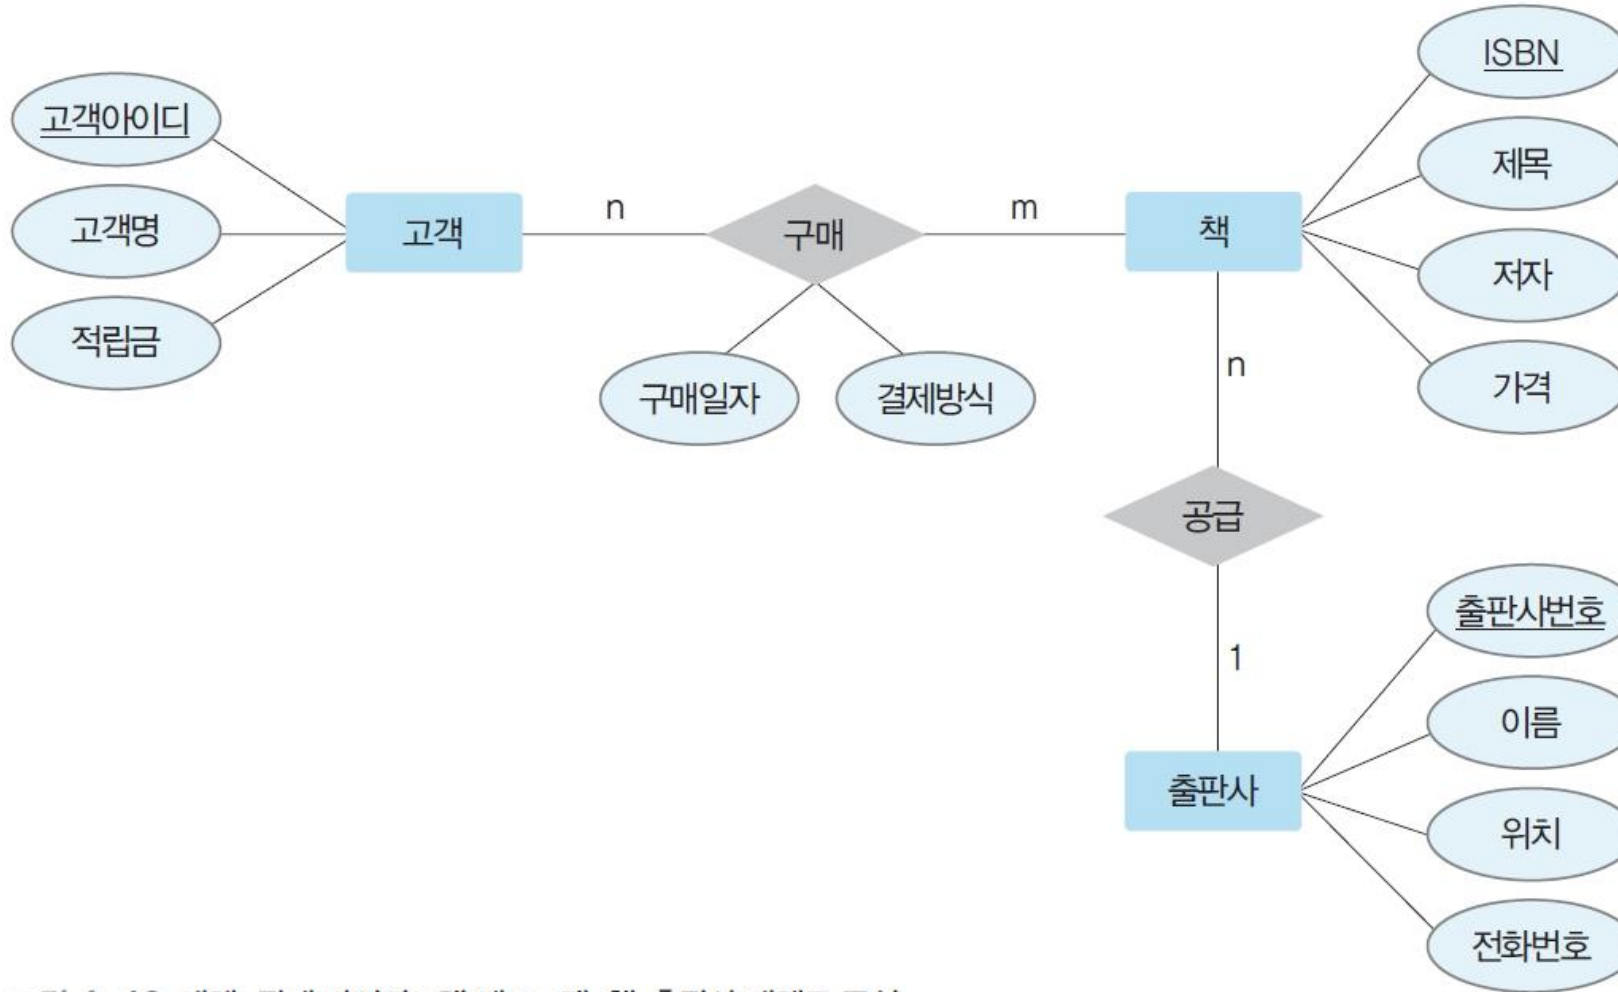 ISBN
고객아이디
제목
고객명
고객
n
구매
m
책
저자
적립금
구매일자
결제방식
n
가격
공급
출판사번호
1
이름
출판사
위치
전화번호